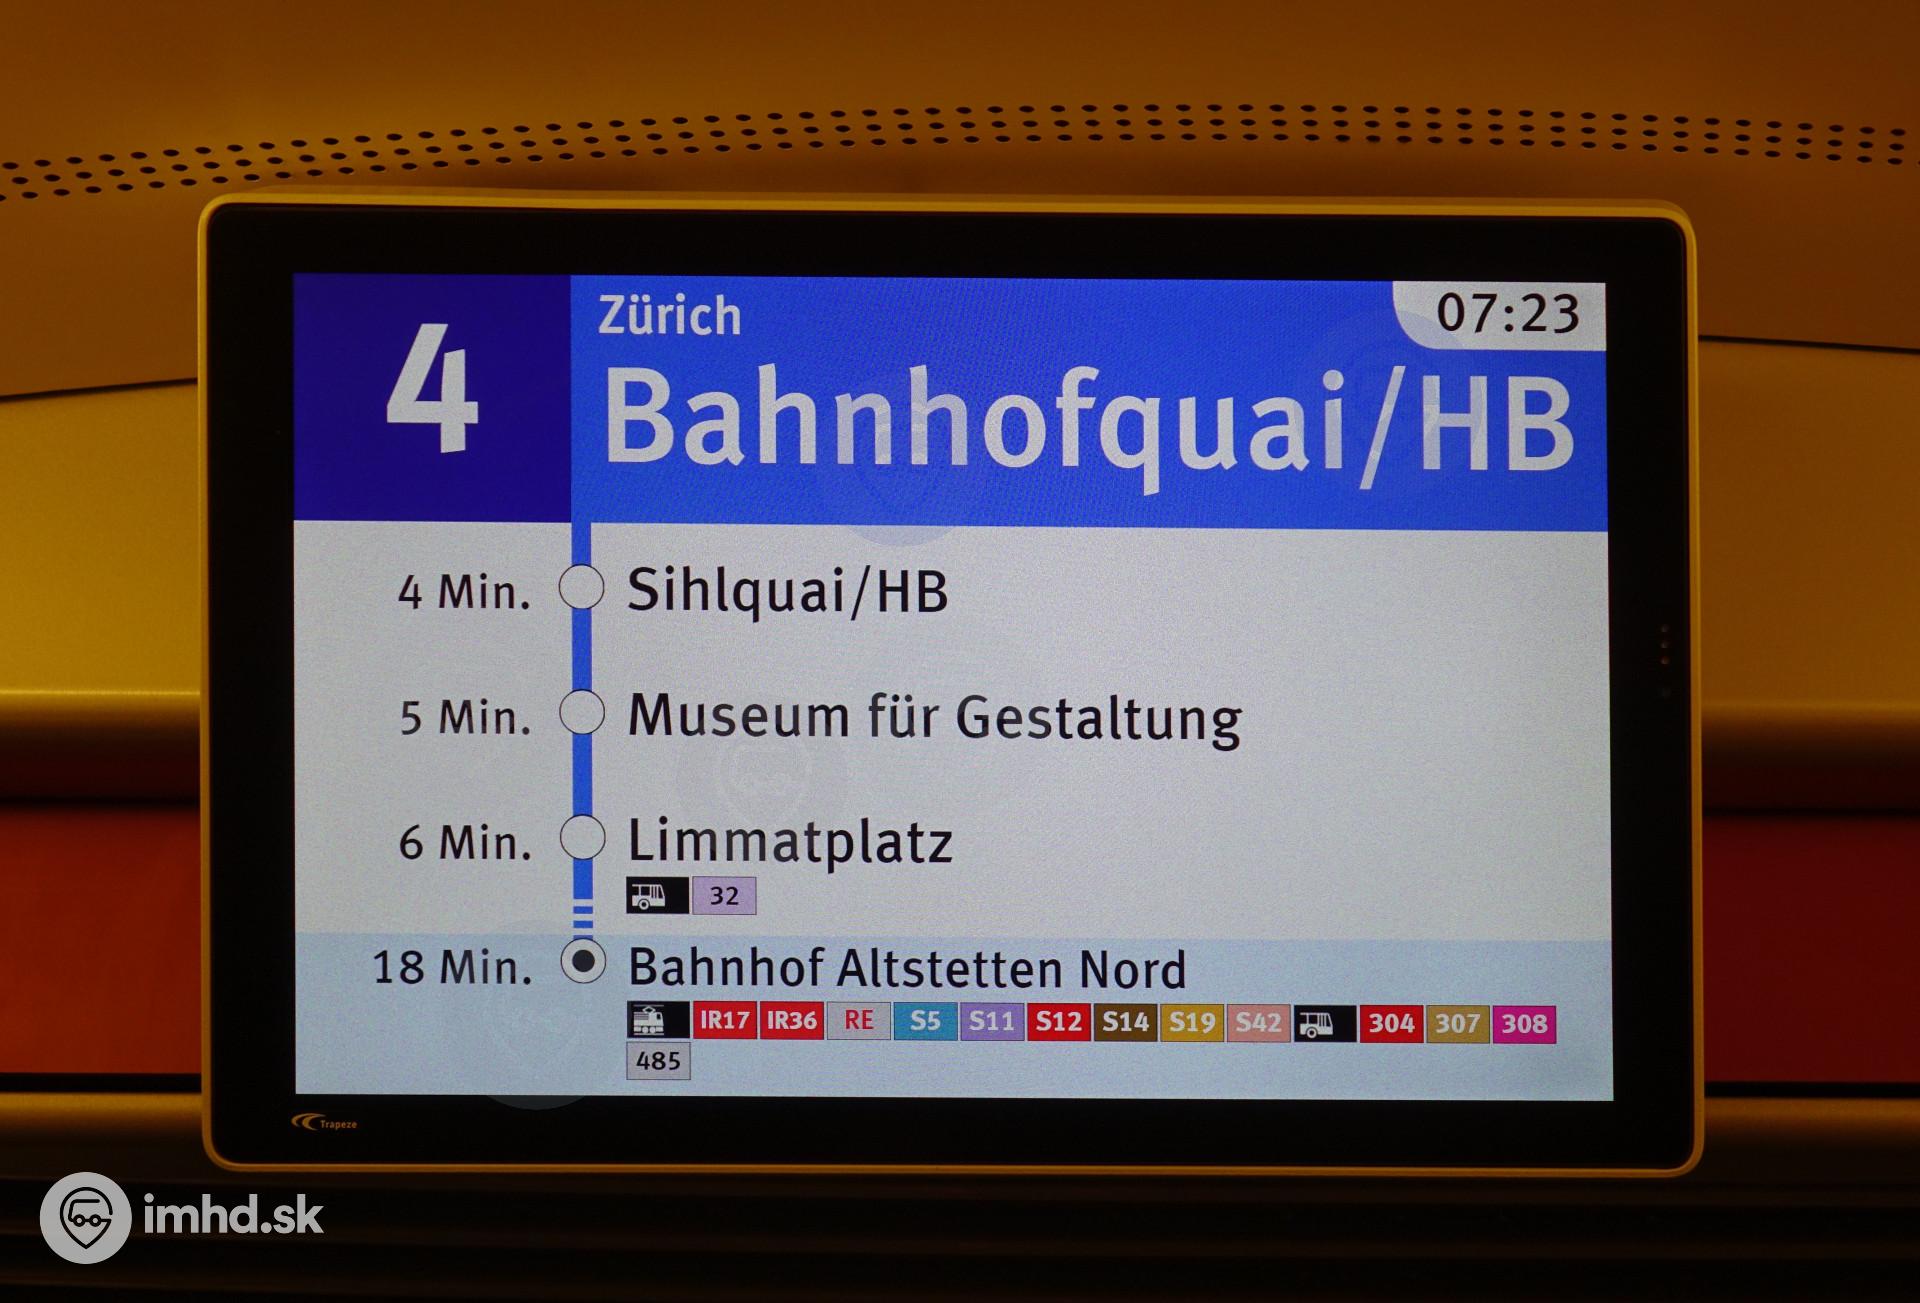 4
Zürich
07:23
Bahnhofquai/HB
4 Min. Sihlquai/HB
5 Min. Museum für Gestaltung
6 Min. Limmatplatz
32
18 Min. Bahnhof Altstetten Nord
IR17 IR36 RE S5 S11 S12 S14 S19 S42 304 307 308
485
Trapeze
imhd.sk